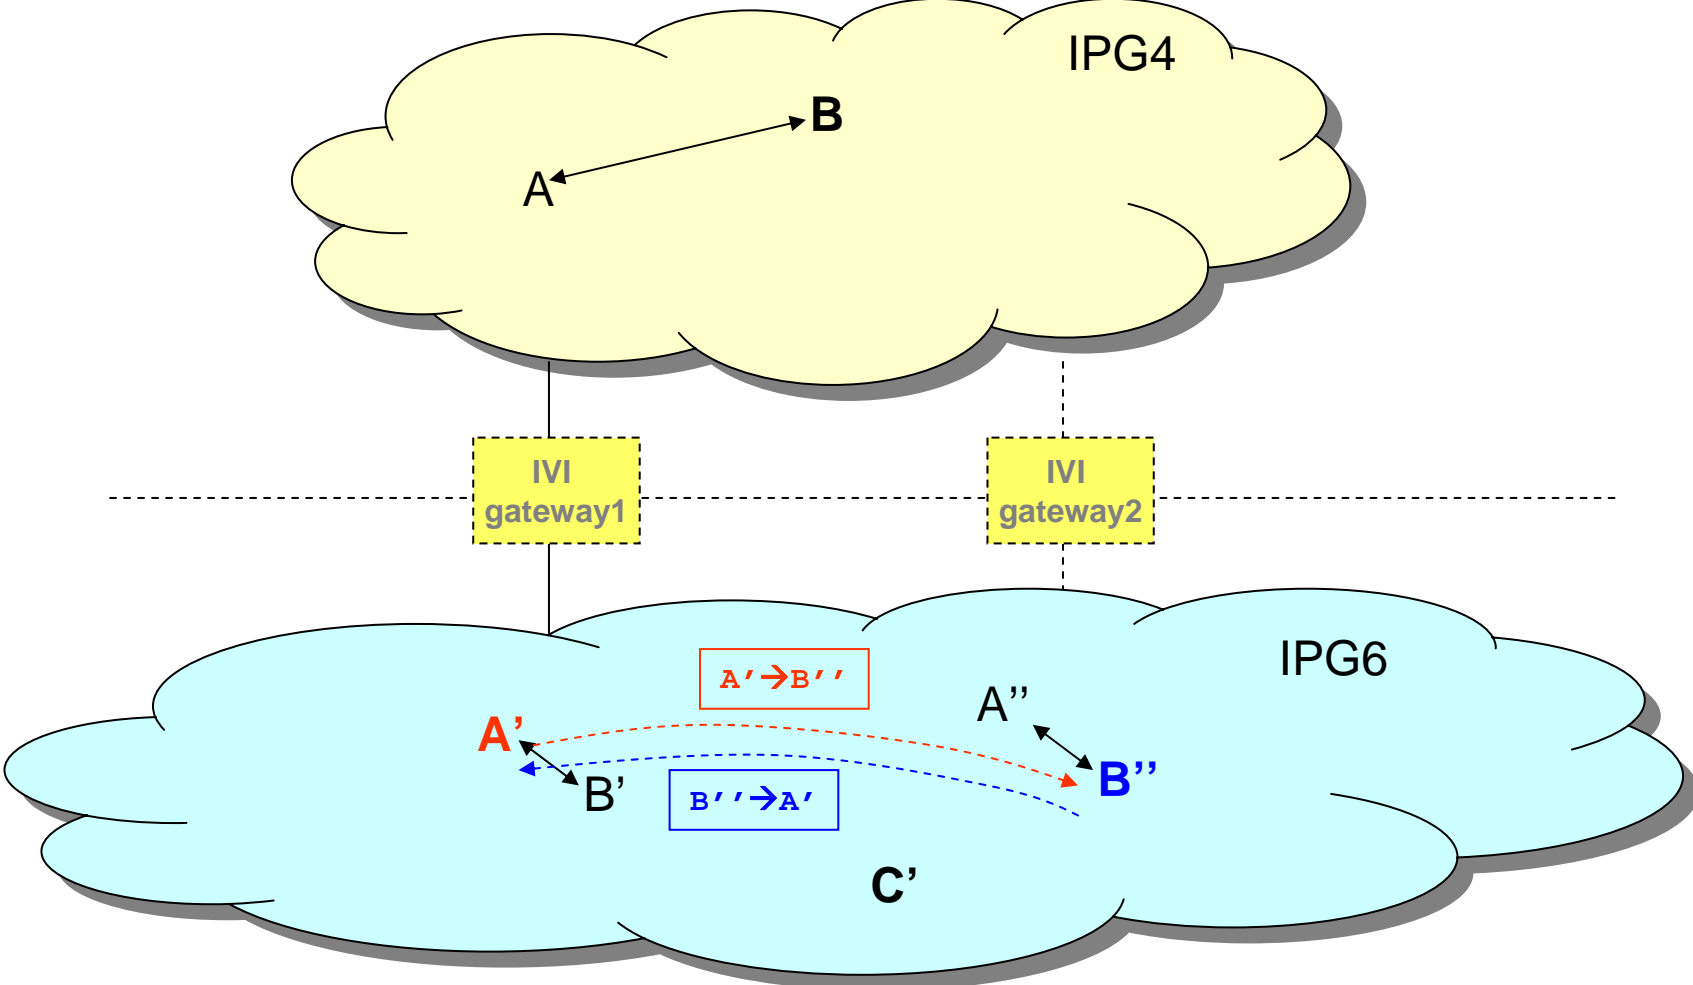 IPG4
B
A
IVI
gateway1
IVI
gateway2
IPG6
A'→B''
A''
A’
B’’
B’
B''→A'
C’